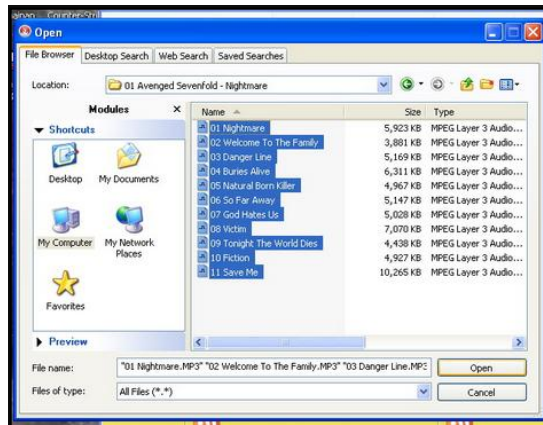 Open
File Browser Desktop Search Web Search Saved Searches
Location: 01 Avenged Sevenfold - Nightmare
Modules X
Name Size Type
Shortcuts
01 Nightmare 5,923 KB MPEG Layer 3 Audio...
02 Welcome To The Family 3,881 KB MPEG Layer 3 Audio...
03 Danger Line 5,169 KB MPEG Layer 3 Audio...
04 Buries Alive 6,311 KB MPEG Layer 3 Audio...
05 Natural Born Killer 4,967 KB MPEG Layer 3 Audio...
06 So Far Away 5,147 KB MPEG Layer 3 Audio...
07 God Hates Us 5,028 KB MPEG Layer 3 Audio...
08 Victim 7,070 KB MPEG Layer 3 Audio...
09 Tonight The World Dies 4,438 KB MPEG Layer 3 Audio...
10 Fiction 4,927 KB MPEG Layer 3 Audio...
11 Save Me 10,265 KB MPEG Layer 3 Audio...
Desktop My Documents
My Computer My Network
Places
Favorites
Preview
File name: "01 Nightmare.MP3" "02 Welcome To The Family.MP3" "03 Danger Line.MP3 Open
Files of type: All Files (*.*) Cancel